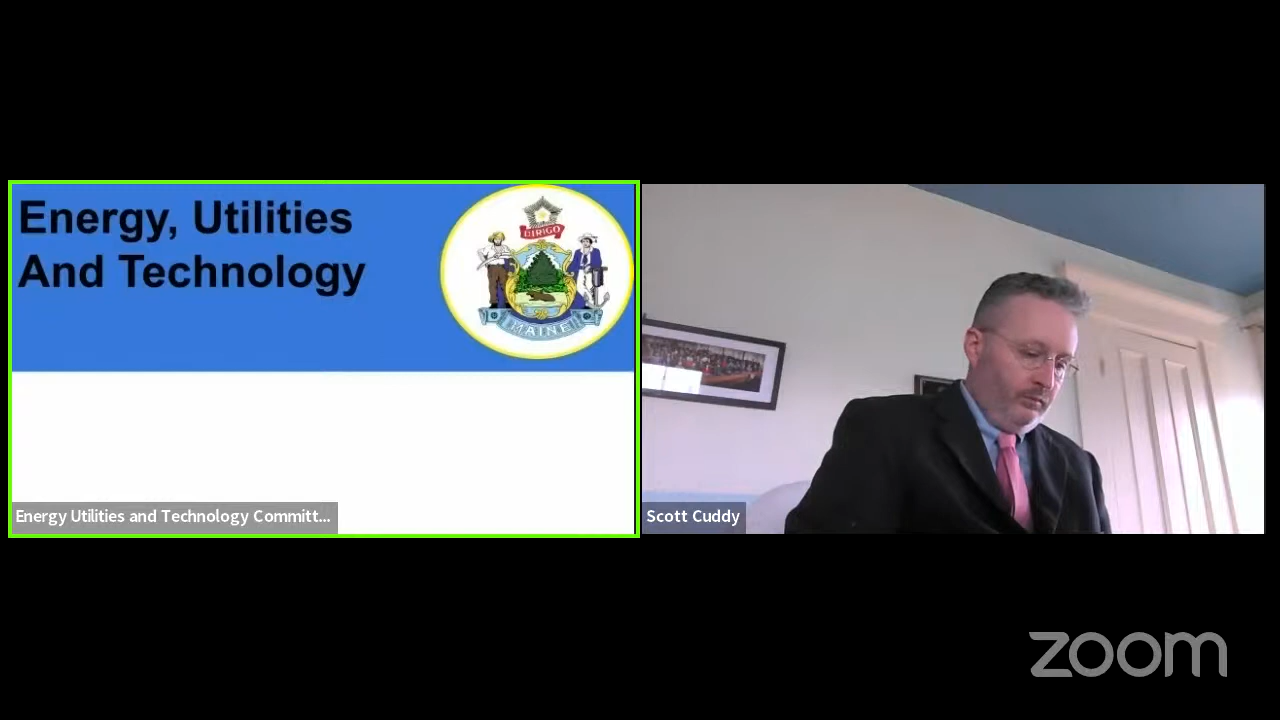 Energy, Utilities
And Technology
DIRIGO
MAINE
Energy Utilities and Technology Committ...
Scott Cuddy
zoom